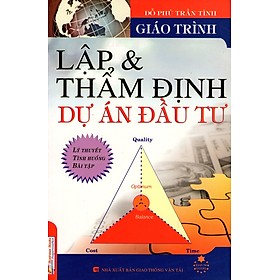 ĐỖ PHÚ TRẦN TÌNH
GIÁO TRÌNH
LẬP &
THẨM ĐỊNH
DỰ ÁN ĐẦU TƯ
LÝ THUYẾT
TÌNH HUỐNG
BÀI TẬP
Quality
Optimum
Balance
Cost
Time
NHÀ XUẤT BẢN GIAO THÔNG VẬN TẢI